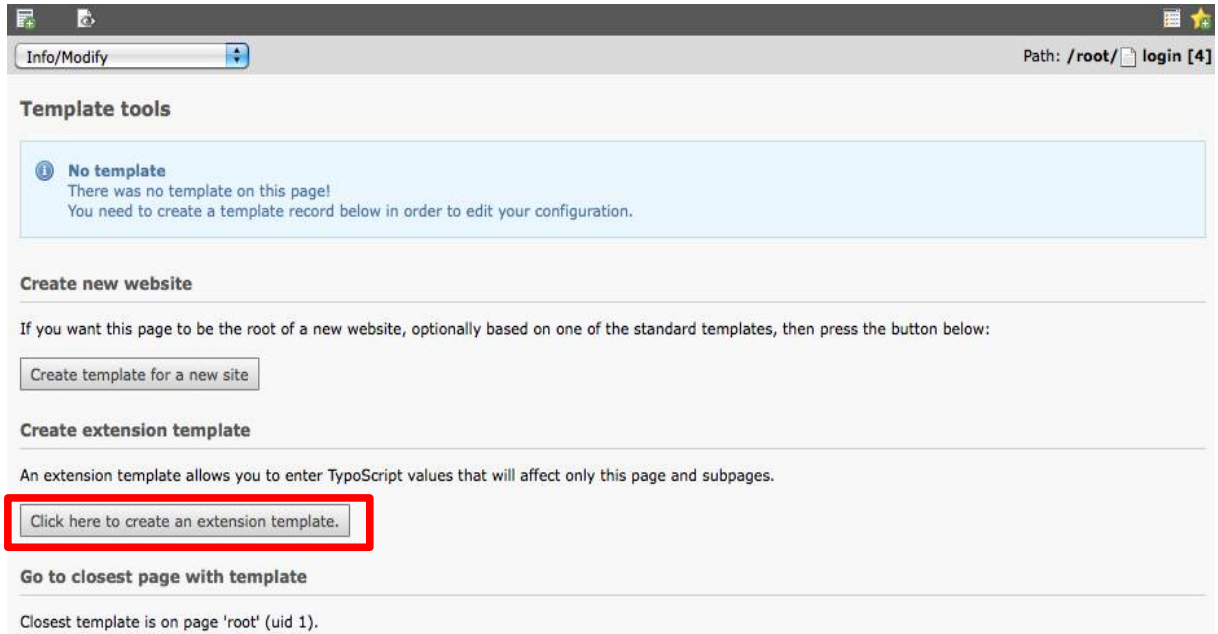 Info/Modify
Path: /root/ login [4]
Template tools
No template
There was no template on this page!
You need to create a template record below in order to edit your configuration.
Create new website
If you want this page to be the root of a new website, optionally based on one of the standard templates, then press the button below:
Create template for a new site
Create extension template
An extension template allows you to enter TypoScript values that will affect only this page and subpages.
Click here to create an extension template.
Go to closest page with template
Closest template is on page 'root' (uid 1).